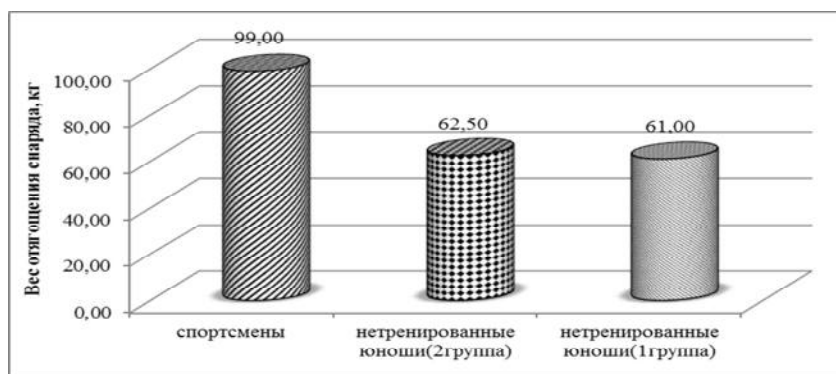 99,00
100,00
62,50
61,00
80,00
60,00
40,00
20,00
0,00
Вес отягощения снаряда, кг
спортсмены
нетренированные
юноши(2группа)
нетренированные
юноши(1группа)